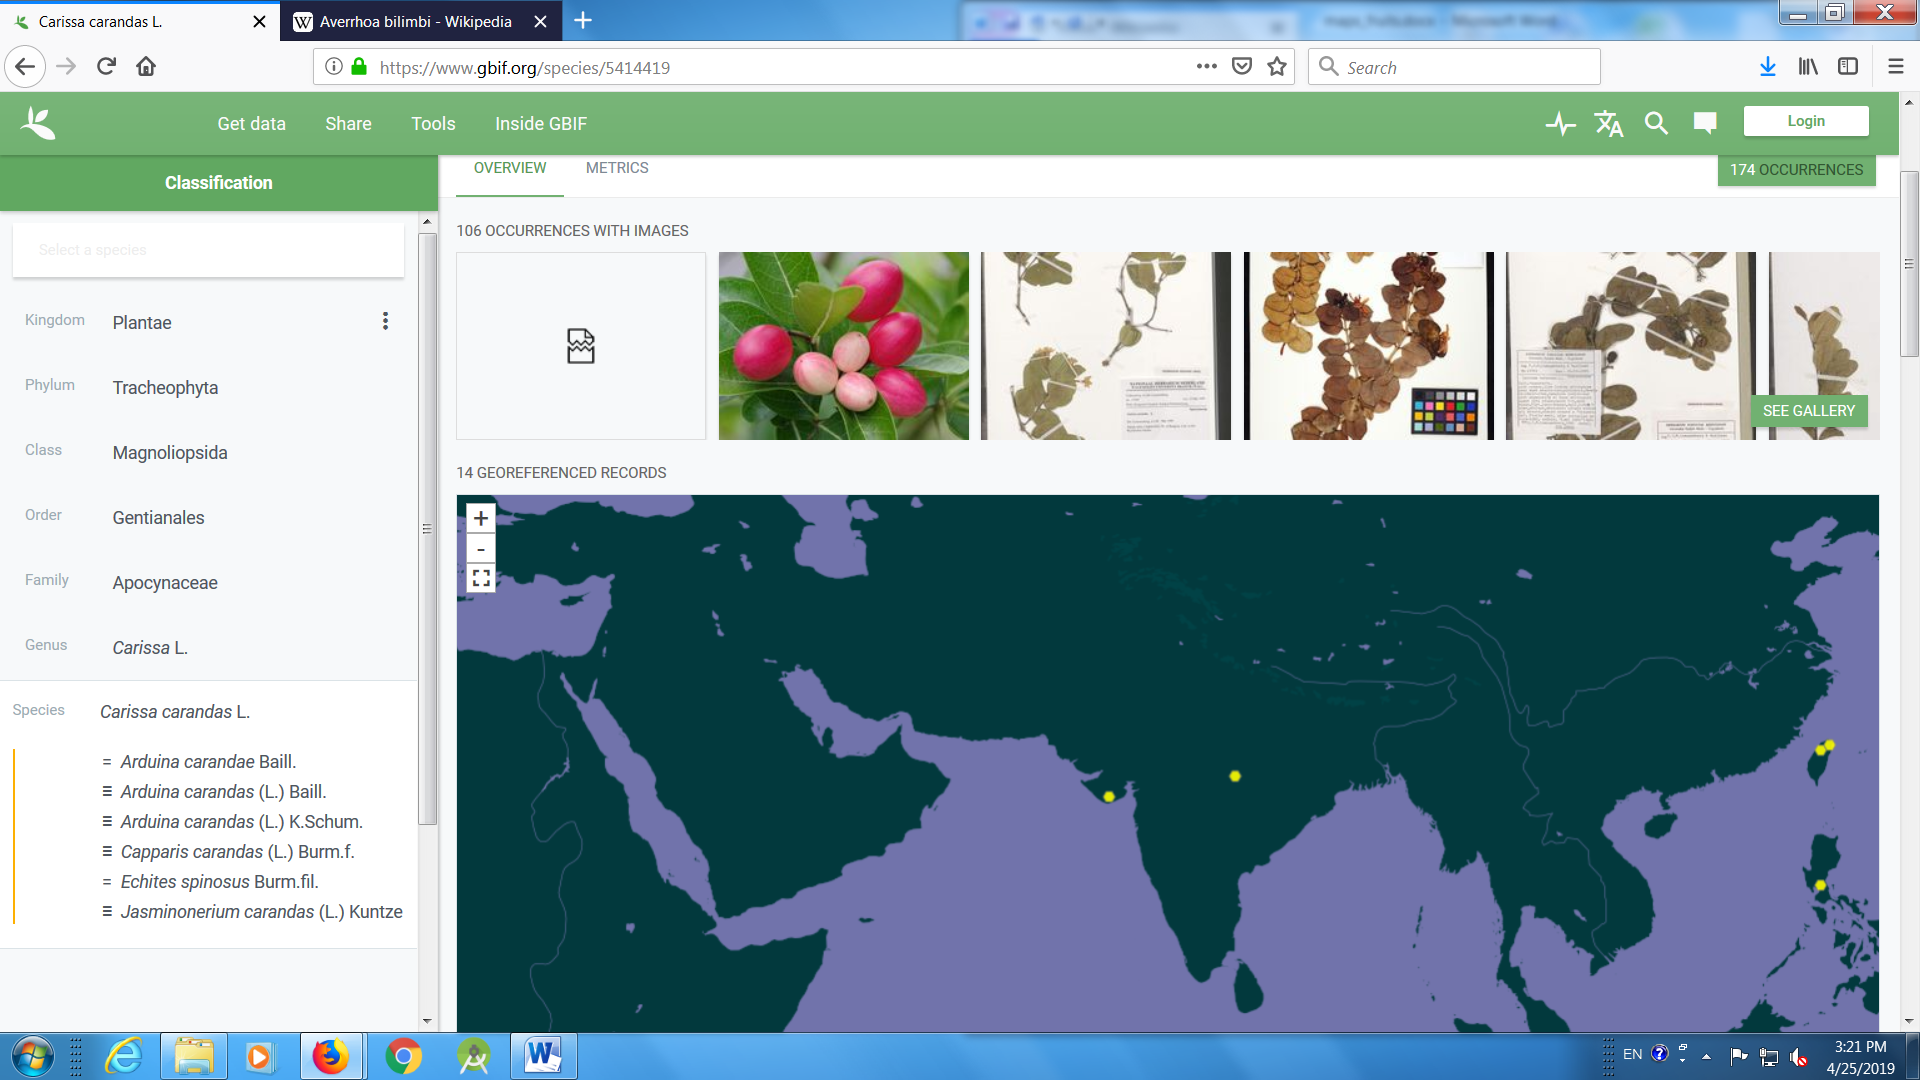 Carissa carandas L.
Averrhoa bilimbi - Wikipedia
https://www.gbif.org/species/5414419
Search
Get data
Share
Tools
Inside GBIF
Login
Classification
OVERVIEW
METRICS
174 OCCURRENCES
Select a species
Kingdom Plantae
Phylum Tracheophyta
Class Magnoliopsida
Order Gentianales
Family Apocynaceae
Genus Carissa L.
Species Carissa carandas L.
= Arduina carandae Baill.
≡ Arduina carandas (L.) Baill.
≡ Arduina carandas (L.) K.Schum.
≡ Capparis carandas (L.) Burm.f.
= Echites spinosus Burm.fil.
≡ Jasminonerium carandas (L.) Kuntze
106 OCCURRENCES WITH IMAGES
SEE GALLERY
14 GEOREFERENCED RECORDS
+
-
EN
3:21 PM
4/25/2019